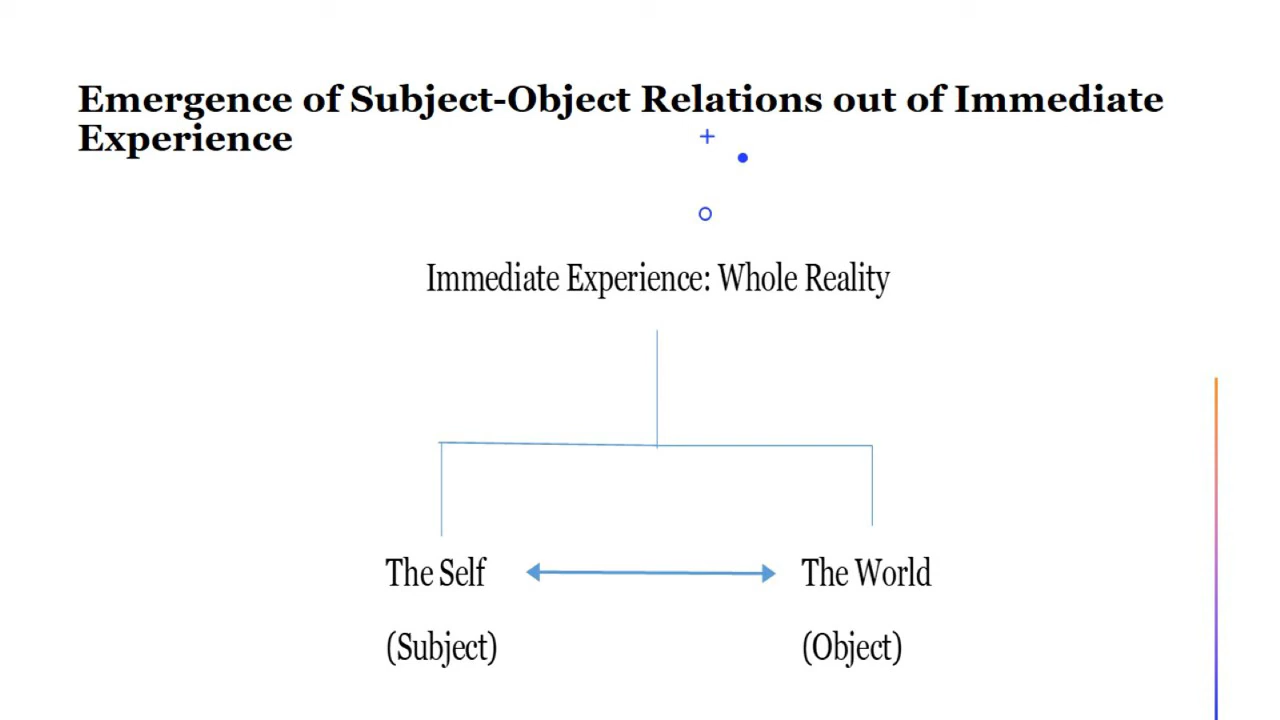 Emergence of Subject-Object Relations out of Immediate
Experience
Immediate Experience: Whole Reality
The Self
The World
(Subject)
(Object)